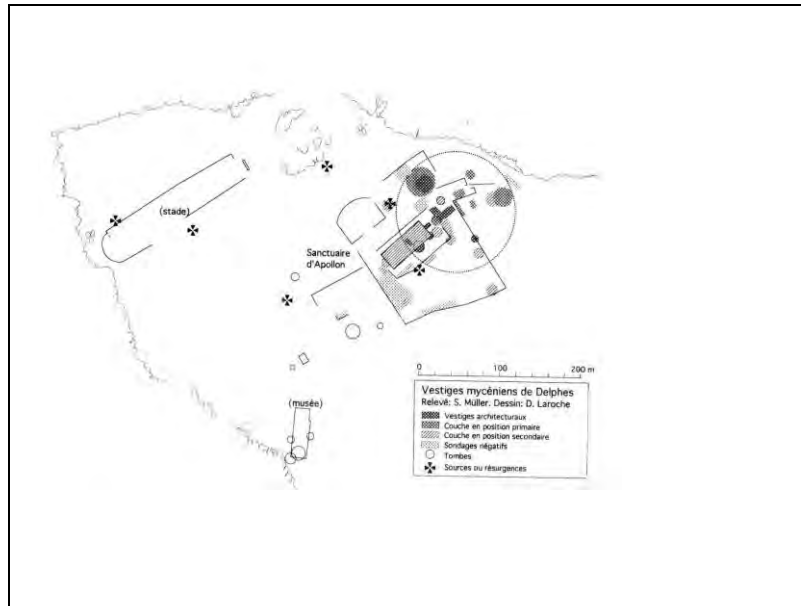 (stade)
Sanctuaire
d'Apollon
(musée)
0 100 200 m
Vestiges mycéniens de Delphes
Relevé: S. Müller. Dessin: D. Laroche
Vestiges architecturaux
Couche en position primaire
Couche en position secondaire
Sondages négatifs
Tombes
Sources ou résurgences